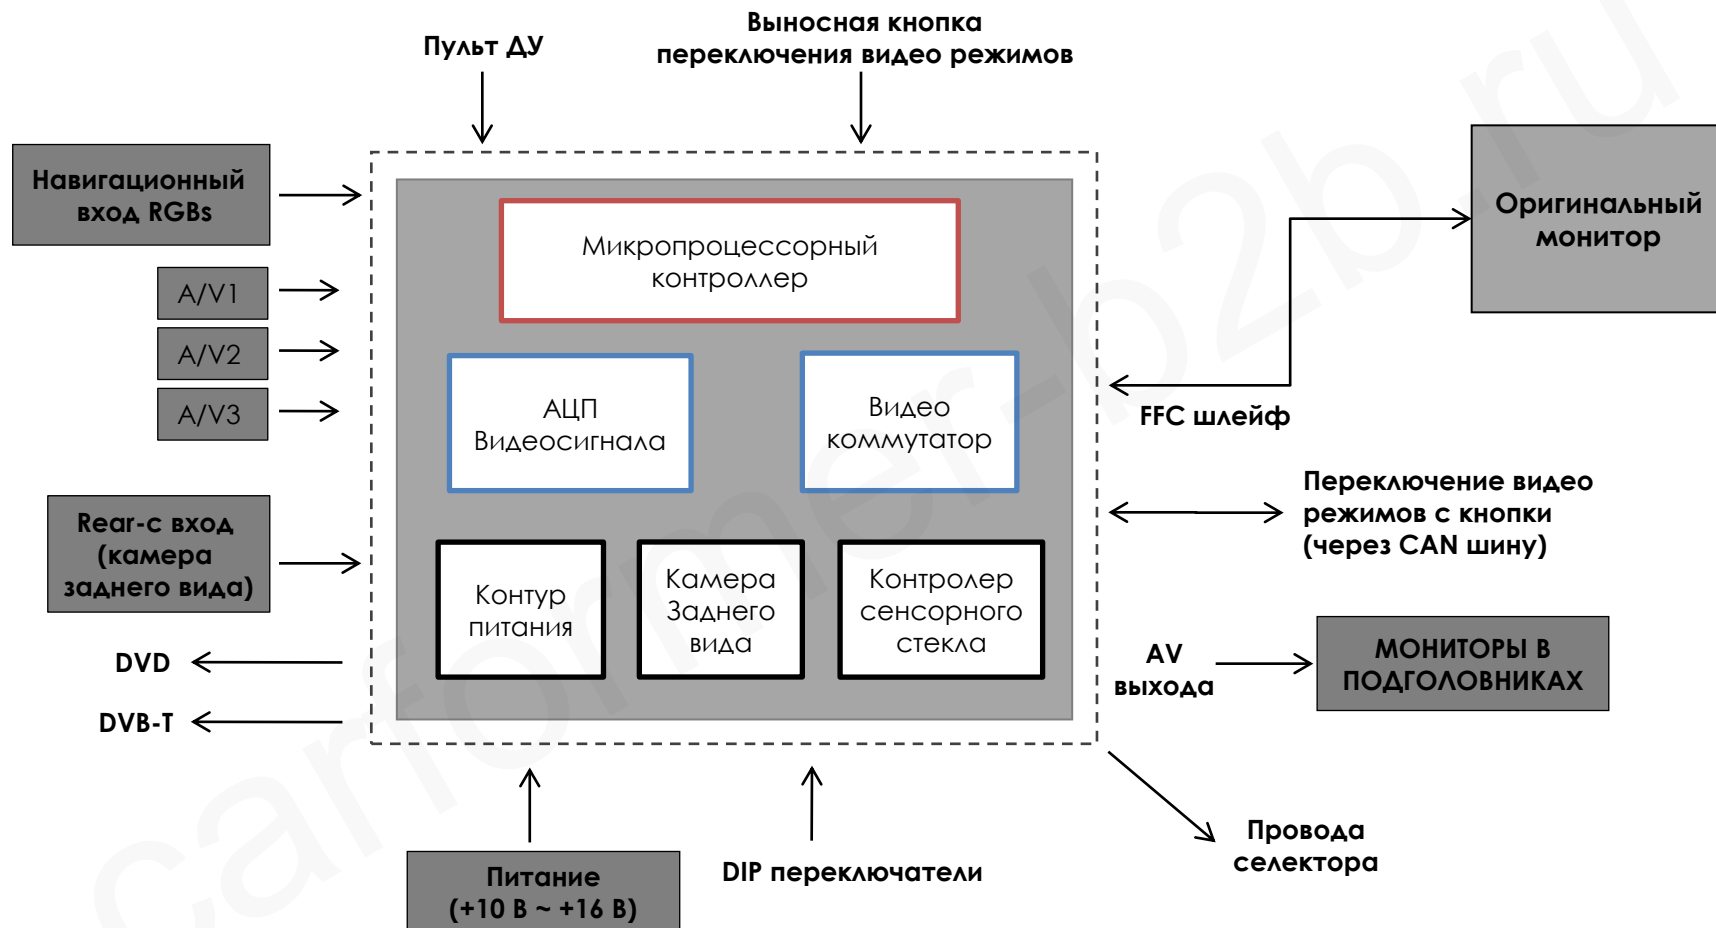 Выносная кнопка
переключения видео режимов
Пульт ДУ
Навигационный
вход RGBs
A/V1
A/V2
A/V3
Rear-c вход
(камера
заднего вида)
DVD
DVB-T
Микропроцессорный
контроллер
АЦП
Видеосигнала
Видео
коммутатор
Контур
питания
Камера
Заднего
вида
Контролер
сенсорного
стекла
Оригинальный
монитор
FFC шлейф
Переключение видео
режимов с кнопки
(через CAN шину)
AV
выхода
МОНИТОРЫ В
ПОДГОЛОВНИКАХ
Провода
селектора
DIP переключатели
Питание
(+10 В ~ +16 В)
carformer-b2b.ru